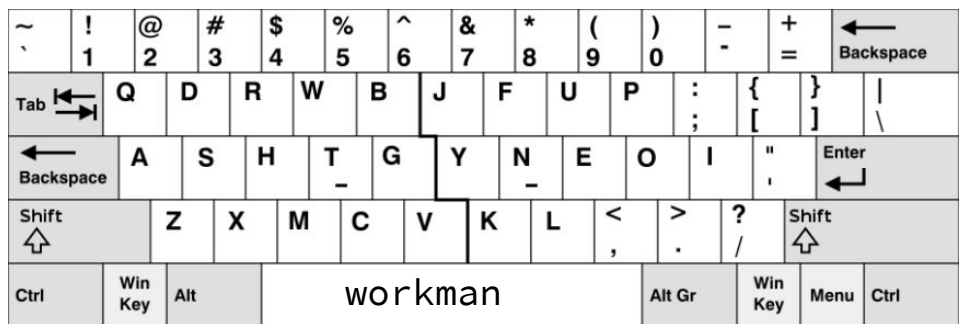 ~ ! @ # $ % ^ & * ( ) – +
` 1 2 3 4 5 6 7 8 9 0 - = Backspace
Tab Q D R W B J F U P : { } |
; [ ] \
Backspace A S H T G Y N E O I " Enter
'
Shift Z X M C V K L < > ? Shift
, . /
Ctrl Win Key Alt workman Alt Gr Win Key Menu Ctrl